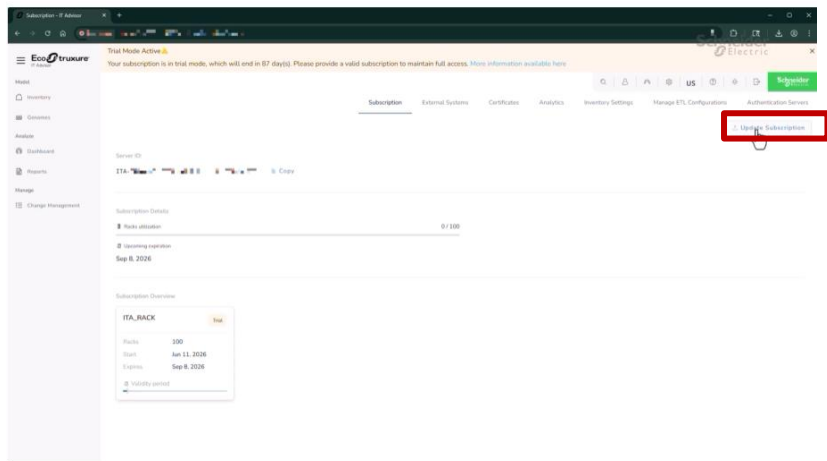 Subscription - IT Advisor
Schneider Electric
EcoStruxure
IT Advisor
Trial Mode Active
Your subscription is in trial mode, which will end in 87 day(s). Please provide a valid subscription to maintain full access. More information available here
US
Schneider Electric
Model
Inventory
Genomes
Analyze
Dashboard
Reports
Manage
Change Management
Subscription External Systems Certificates Analytics Inventory Settings Manage ETL Configurations Authentication Servers
Update Subscription
Server ID
ITA- Copy
Subscription Details
Racks utilization 0 / 100
Upcoming expiration
Sep 8, 2026
Subscription Overview
ITA_RACK Trial
Racks 100
Start Jun 11, 2026
Expires Sep 8, 2026
Validity period